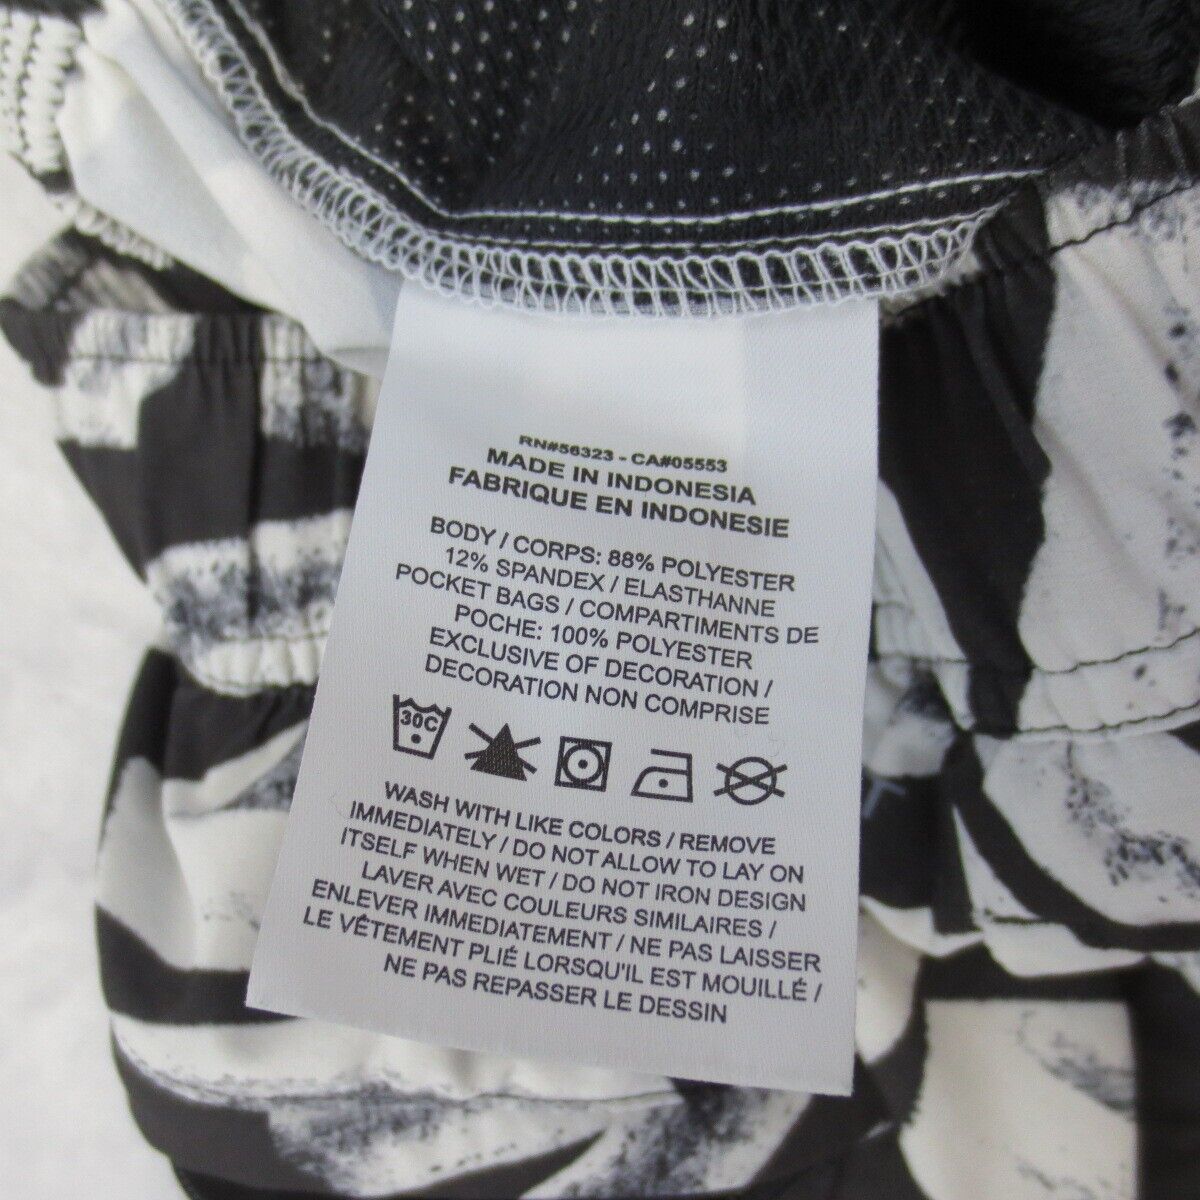 RN#56323 - CA#05553
MADE IN INDONESIA
FABRIQUE EN INDONESIE
BODY / CORPS: 88% POLYESTER
12% SPANDEX / ELASTHANNE
POCKET BAGS / COMPARTIMENTS DE
POCHE: 100% POLYESTER
EXCLUSIVE OF DECORATION /
DECORATION NON COMPRISE
30C
WASH WITH LIKE COLORS / REMOVE
IMMEDIATELY / DO NOT ALLOW TO LAY ON
ITSELF WHEN WET / DO NOT IRON DESIGN
LAVER AVEC COULEURS SIMILAIRES /
ENLEVER IMMEDIATEMENT / NE PAS LAISSER
LE VÊTEMENT PLIÉ LORSQU'IL EST MOUILLÉ /
NE PAS REPASSER LE DESSIN